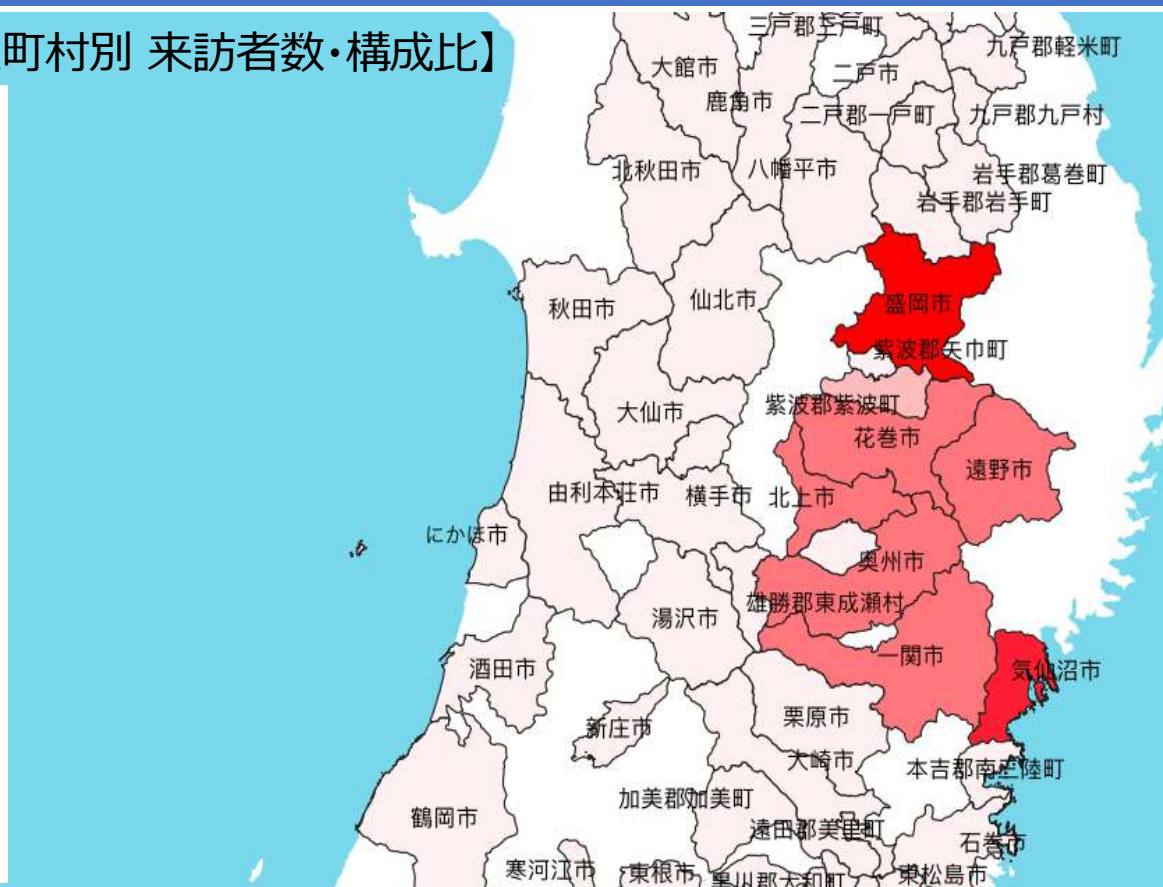 町村別 来訪者数・構成比】
三戸郡三戸町
九戸郡軽米町
大館市
二戸市
鹿角市
二戸郡一戸町
九戸郡九戸村
北秋田市
八幡平市
岩手郡葛巻町
岩手郡岩手町
仙北市
秋田市
盛岡市
紫波郡矢巾町
大仙市
紫波郡紫波町
花巻市
遠野市
由利本荘市
横手市
北上市
にかほ市
奥州市
雄勝郡東成瀬村
湯沢市
一関市
酒田市
気仙沼市
新庄市
栗原市
大崎市
本吉郡南三陸町
加美郡加美町
鶴岡市
遠田郡美里町
石巻市
寒河江市
東根市
黒川郡大和町
東松島市